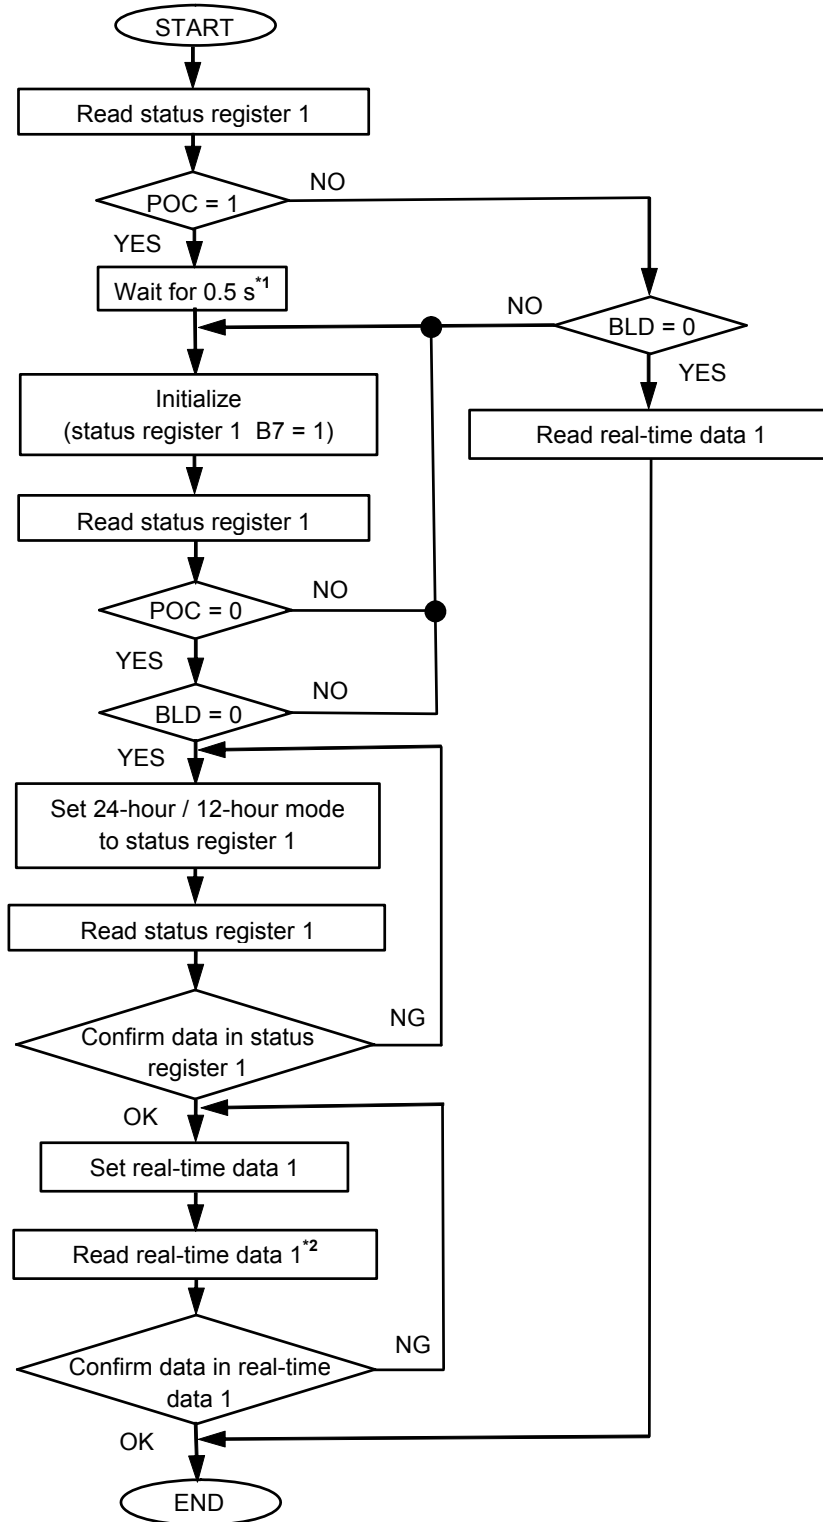 START
Read status register 1
POC = 1
NO
YES
Wait for 0.5 s*1
NO
BLD = 0
YES
Initialize
(status register 1  B7 = 1)
Read real-time data 1
Read status register 1
POC = 0
NO
YES
BLD = 0
NO
YES
Set 24-hour / 12-hour mode
to status register 1
Read status register 1
Confirm data in status
register 1
NG
OK
Set real-time data 1
Read real-time data 1*2
Confirm data in real-time
data 1
NG
OK
END